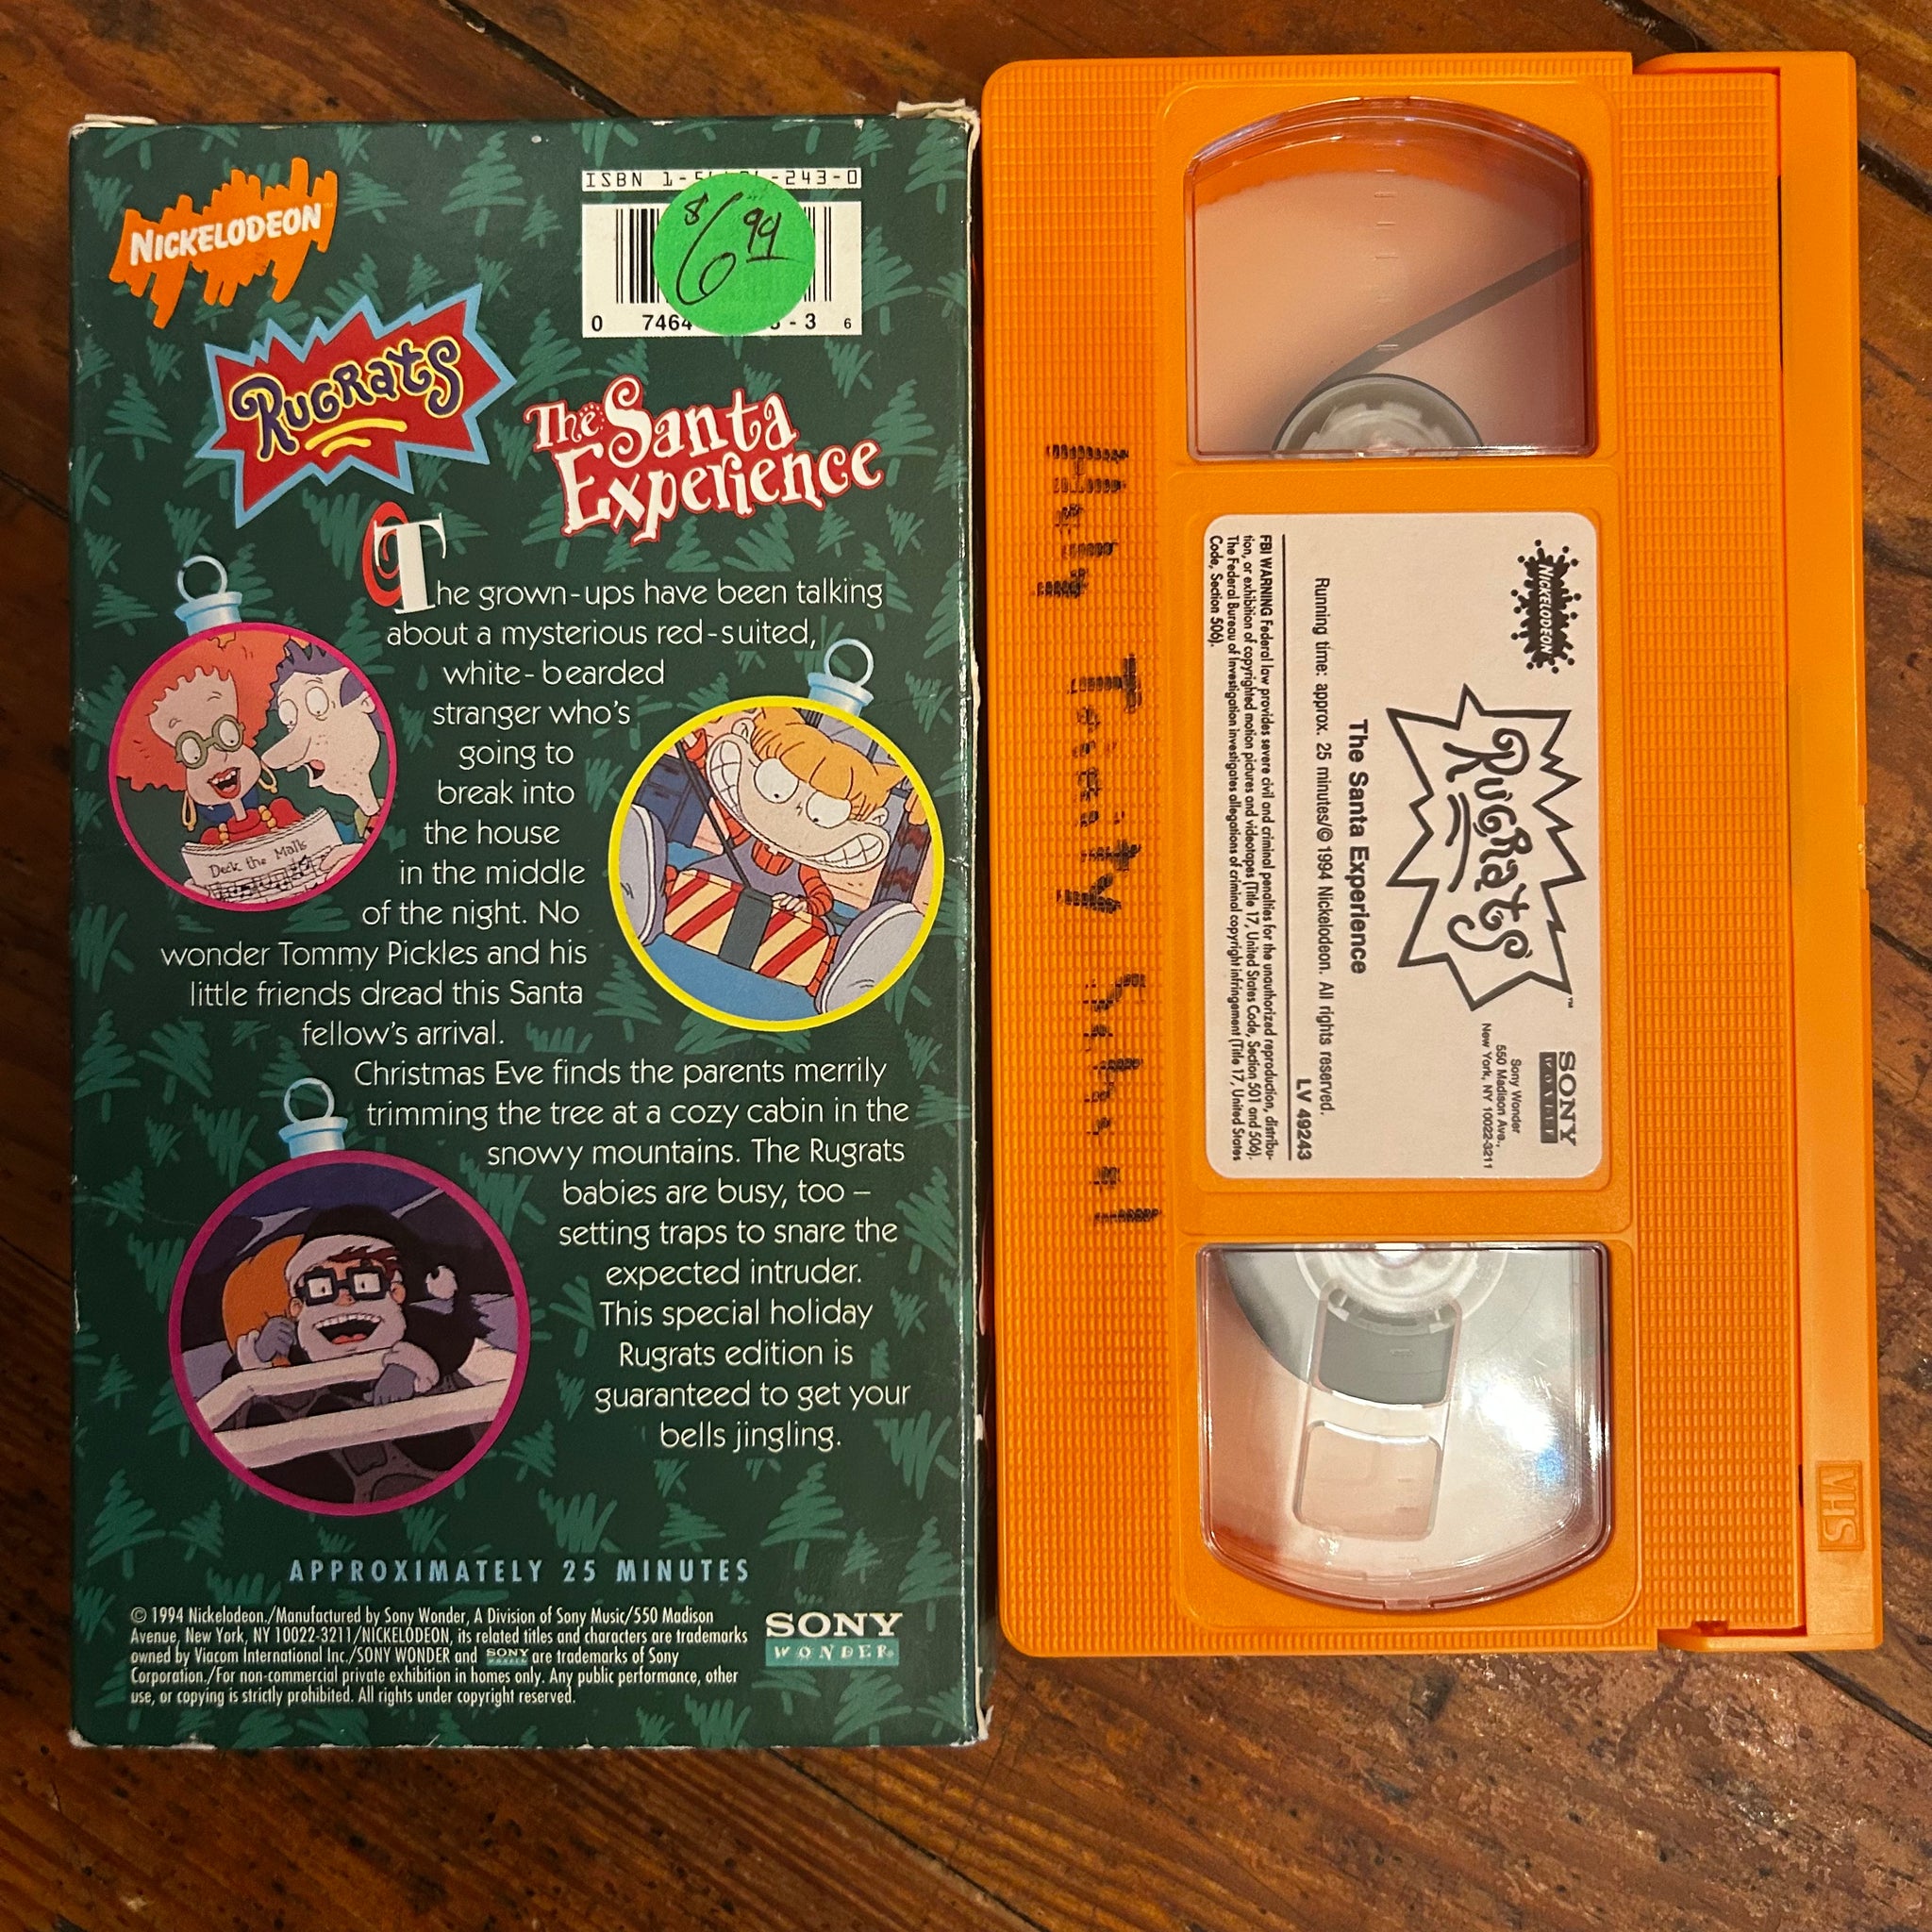 NICKELODEON
ISBN 1-5
-243-0
$6.99
0 7464
- 3 6
RUGRATS
The Santa
Experience
The grown-ups have been talking
about a mysterious red-suited,
white-bearded
stranger who's
going to
break into
the house
in the middle
of the night. No
wonder Tommy Pickles and his
little friends dread this Santa
fellow's arrival.
Christmas Eve finds the parents merrily
trimming the tree at a cozy cabin in the
snowy mountains. The Rugrats
babies are busy, too –
setting traps to snare the
expected intruder.
This special holiday
Rugrats edition is
guaranteed to get your
bells jingling.
Deck the Malls
APPROXIMATELY 25 MINUTES
© 1994 Nickelodeon./Manufactured by Sony Wonder, A Division of Sony Music/550 Madison
Avenue, New York, NY 10022-3211/NICKELODEON, its related titles and characters are trademarks
owned by Viacom International Inc./SONY WONDER and SONY WONDER are trademarks of Sony
Corporation./For non-commercial private exhibition in homes only. Any public performance, other
use, or copying is strictly prohibited. All rights under copyright reserved.
SONY
WONDER
NICKELODEON
RUGRATS™
SONY
WONDER
Sony Wonder
550 Madison Ave.,
New York, NY 10022-3211
The Santa Experience
Running time: approx. 25 minutes/© 1994 Nickelodeon. All rights reserved.
LV 49243
FBI WARNING Federal law provides severe civil and criminal penalties for the unauthorized reproduction, distribu-
tion, or exhibition of copyrighted motion pictures and videotapes (Title 17, United States Code, Section 501 and 506).
The Federal Bureau of Investigation investigates allegations of criminal copyright infringement (Title 17, United States
Code, Section 506).
VHS